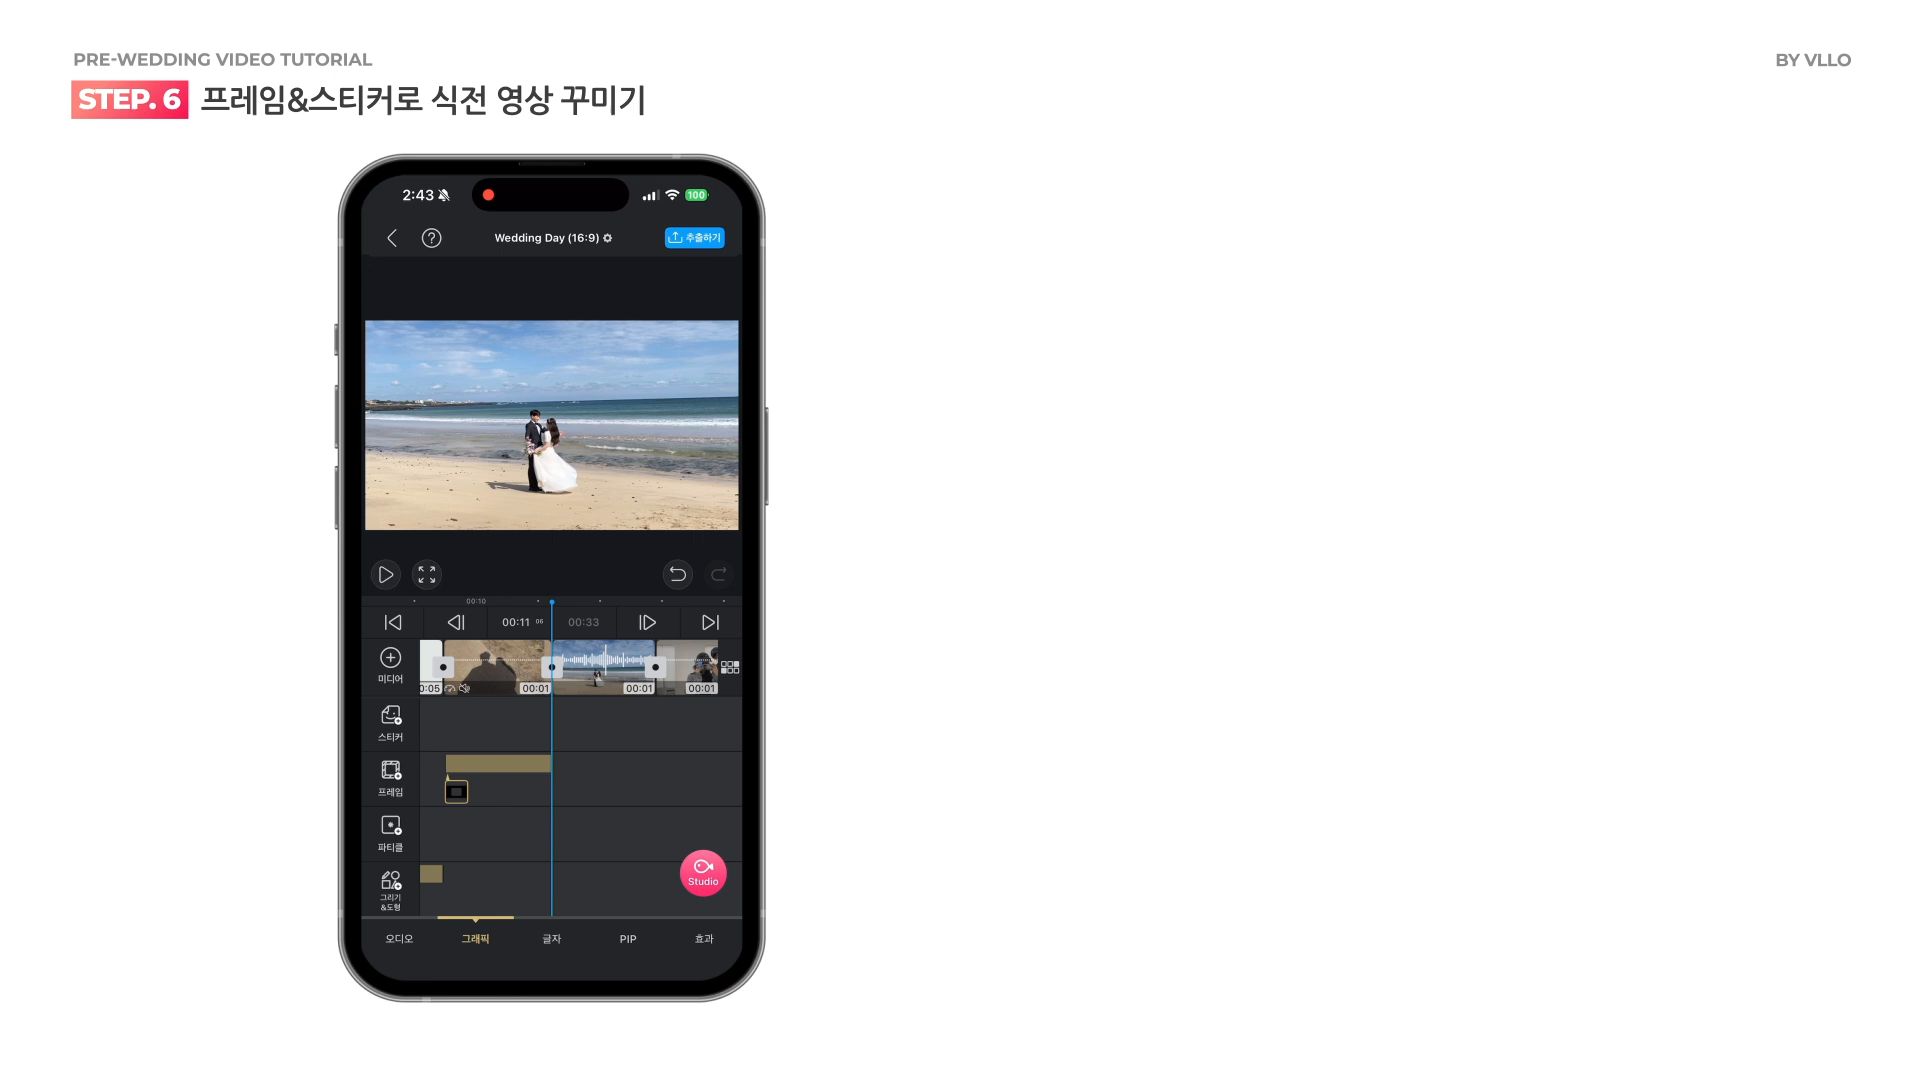 PRE-WEDDING VIDEO TUTORIAL
BY VLLO
STEP. 6 프레임&스티커로 식전 영상 꾸미기
2:43
100
Wedding Day (16:9)
추출하기
00:10
00:11 06
00:33
미디어
0:05
00:01
00:01
00:01
스티커
프레임
파티클
Studio
그리기
&도형
오디오
그래픽
글자
PIP
효과